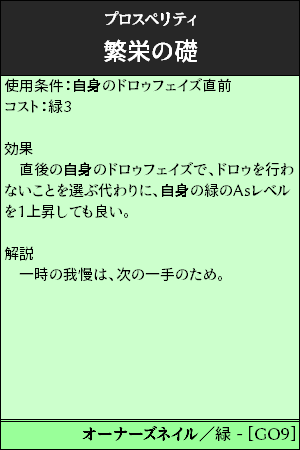 プロスペリティ
繁栄の礎
使用条件：自身のドロゥフェイズ直前
コスト：緑3
効果
　直後の自身のドロゥフェイズで、ドロゥを行わ
ないことを選ぶ代わりに、自身の緑のAsレベル
を1上昇しても良い。
解説
　一時の我慢は、次の一手のため。
オーナーズネイル／緑 - [GO9]